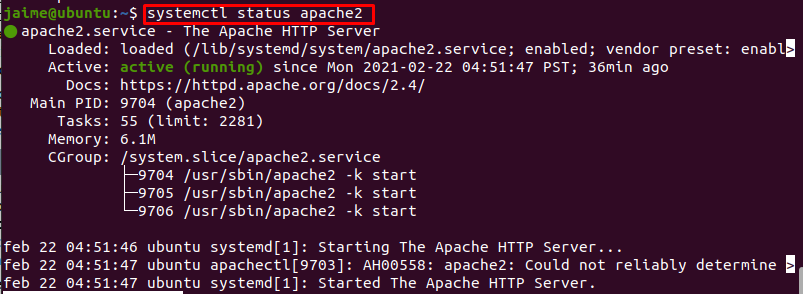 jaime@ubuntu:~$ systemctl status apache2
● apache2.service - The Apache HTTP Server
     Loaded: loaded (/lib/systemd/system/apache2.service; enabled; vendor preset: enabl>
     Active: active (running) since Mon 2021-02-22 04:51:47 PST; 36min ago
       Docs: https://httpd.apache.org/docs/2.4/
   Main PID: 9704 (apache2)
      Tasks: 55 (limit: 2281)
     Memory: 6.1M
     CGroup: /system.slice/apache2.service
             ├─9704 /usr/sbin/apache2 -k start
             ├─9705 /usr/sbin/apache2 -k start
             └─9706 /usr/sbin/apache2 -k start
feb 22 04:51:46 ubuntu systemd[1]: Starting The Apache HTTP Server...
feb 22 04:51:47 ubuntu apachectl[9703]: AH00558: apache2: Could not reliably determine >
feb 22 04:51:47 ubuntu systemd[1]: Started The Apache HTTP Server.